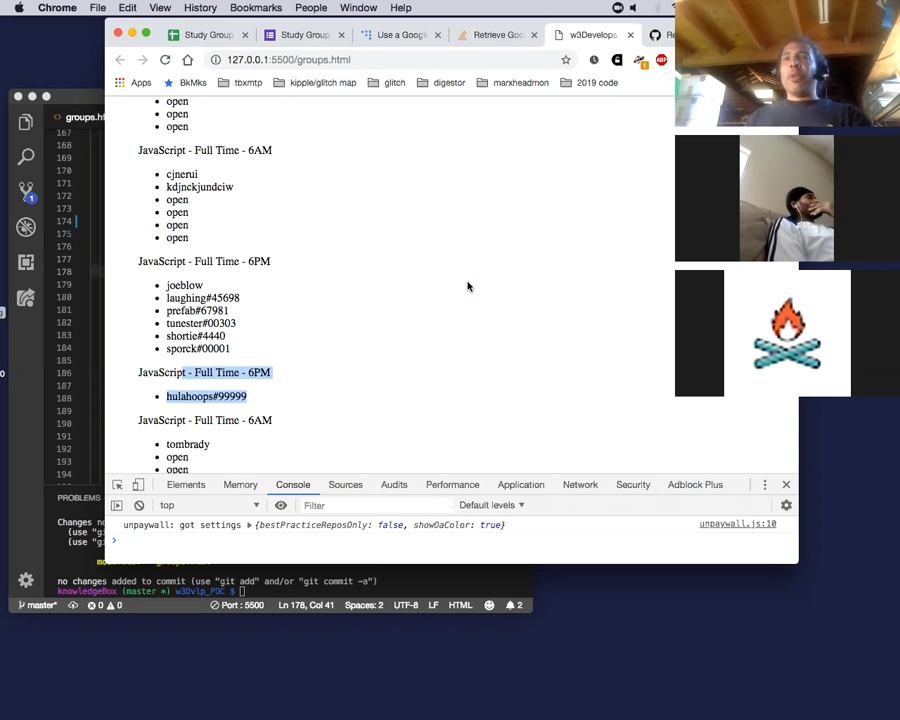 Chrome File Edit View History Bookmarks People Window Help
Study Group
Study Group
Use a Googl
Retrieve Goo
w3Develops
127.0.0.1:5500/groups.html
Apps BkMks tbxmtp kipple/glitch map glitch digestor marxheadmon 2019 code
open
open
open
JavaScript - Full Time - 6AM
cjnerui
kdjnckjundciw
open
open
open
open
JavaScript - Full Time - 6PM
joeblow
laughing#45698
prefab#67981
tunester#00303
shortie#4440
sporck#00001
JavaScript - Full Time - 6PM
hulahoops#99999
JavaScript - Full Time - 6AM
tombrady
open
open
Elements Memory Console Sources Audits Performance Application Network Security Adblock Plus
top Filter Default levels
unpaywall: got settings {bestPracticeReposOnly: false, showOaColor: true} unpaywall.js:10
groups.h
167
168
169
170
171
172
173
174
175
176
177
178
179
180
181
182
183
184
185
186
187
188
189
190
191
192
193
194
1
PROBLEMS
Changes no
(use "g
(use "g
no changes added to commit (use "git add" and/or "git commit -a")
knowledgeBox (master *) w3Dvlp_POC $
master* 0 0 Port : 5500 Ln 178, Col 41 Spaces: 2 UTF-8 LF HTML 2